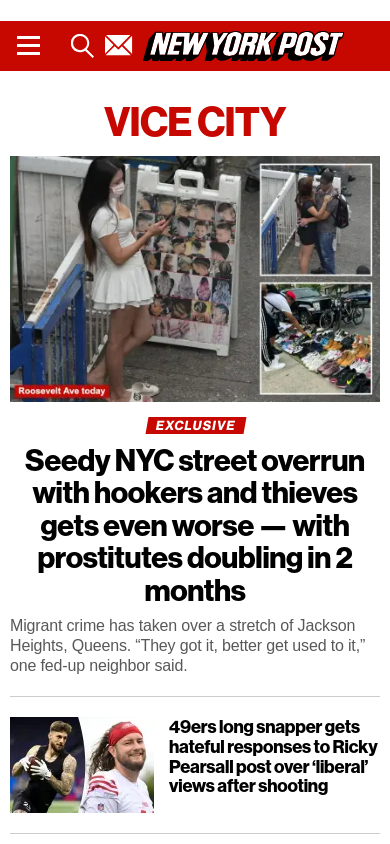 NEW YORK POST
VICE CITY
Roosevelt Ave today
EXCLUSIVE
Seedy NYC street overrun
with hookers and thieves
gets even worse — with
prostitutes doubling in 2
months
Migrant crime has taken over a stretch of Jackson
Heights, Queens. “They got it, better get used to it,”
one fed-up neighbor said.
49ers long snapper gets
hateful responses to Ricky
Pearsall post over ‘liberal’
views after shooting